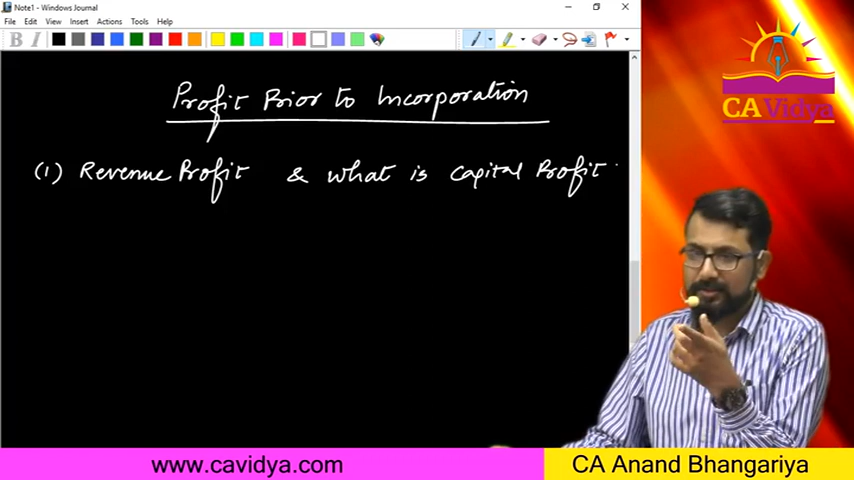 Note1 - Windows Journal
File Edit View Insert Actions Tools Help
B I
Profit Prior to Incorporation
(1) Revenue Profit & what is capital Profit
CA Vidya
www.cavidya.com
CA Anand Bhangariya